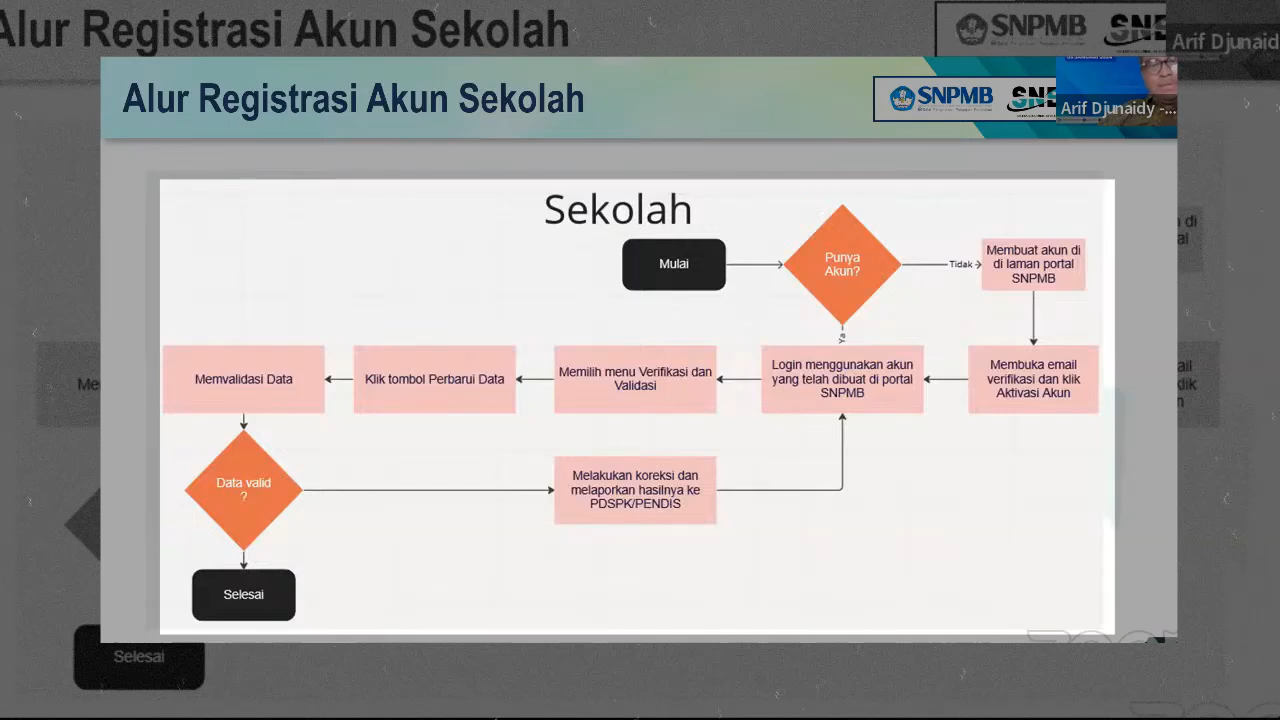 Alur Registrasi Akun Sekolah
SNPMB
Arif Djunaid
Alur Registrasi Akun Sekolah
SNPMB
Arif Djunaidy -...
Sekolah
Mulai
Punya
Akun?
Tidak
Membuat akun di
di laman portal
SNPMB
Ya
Memvalidasi Data
Klik tombol Perbarui Data
Memilih menu Verifikasi dan
Validasi
Login menggunakan akun
yang telah dibuat di portal
SNPMB
Membuka email
verifikasi dan klik
Aktivasi Akun
Data valid
?
Melakukan koreksi dan
melaporkan hasilnya ke
PDSPK/PENDIS
Selesai
Selesai